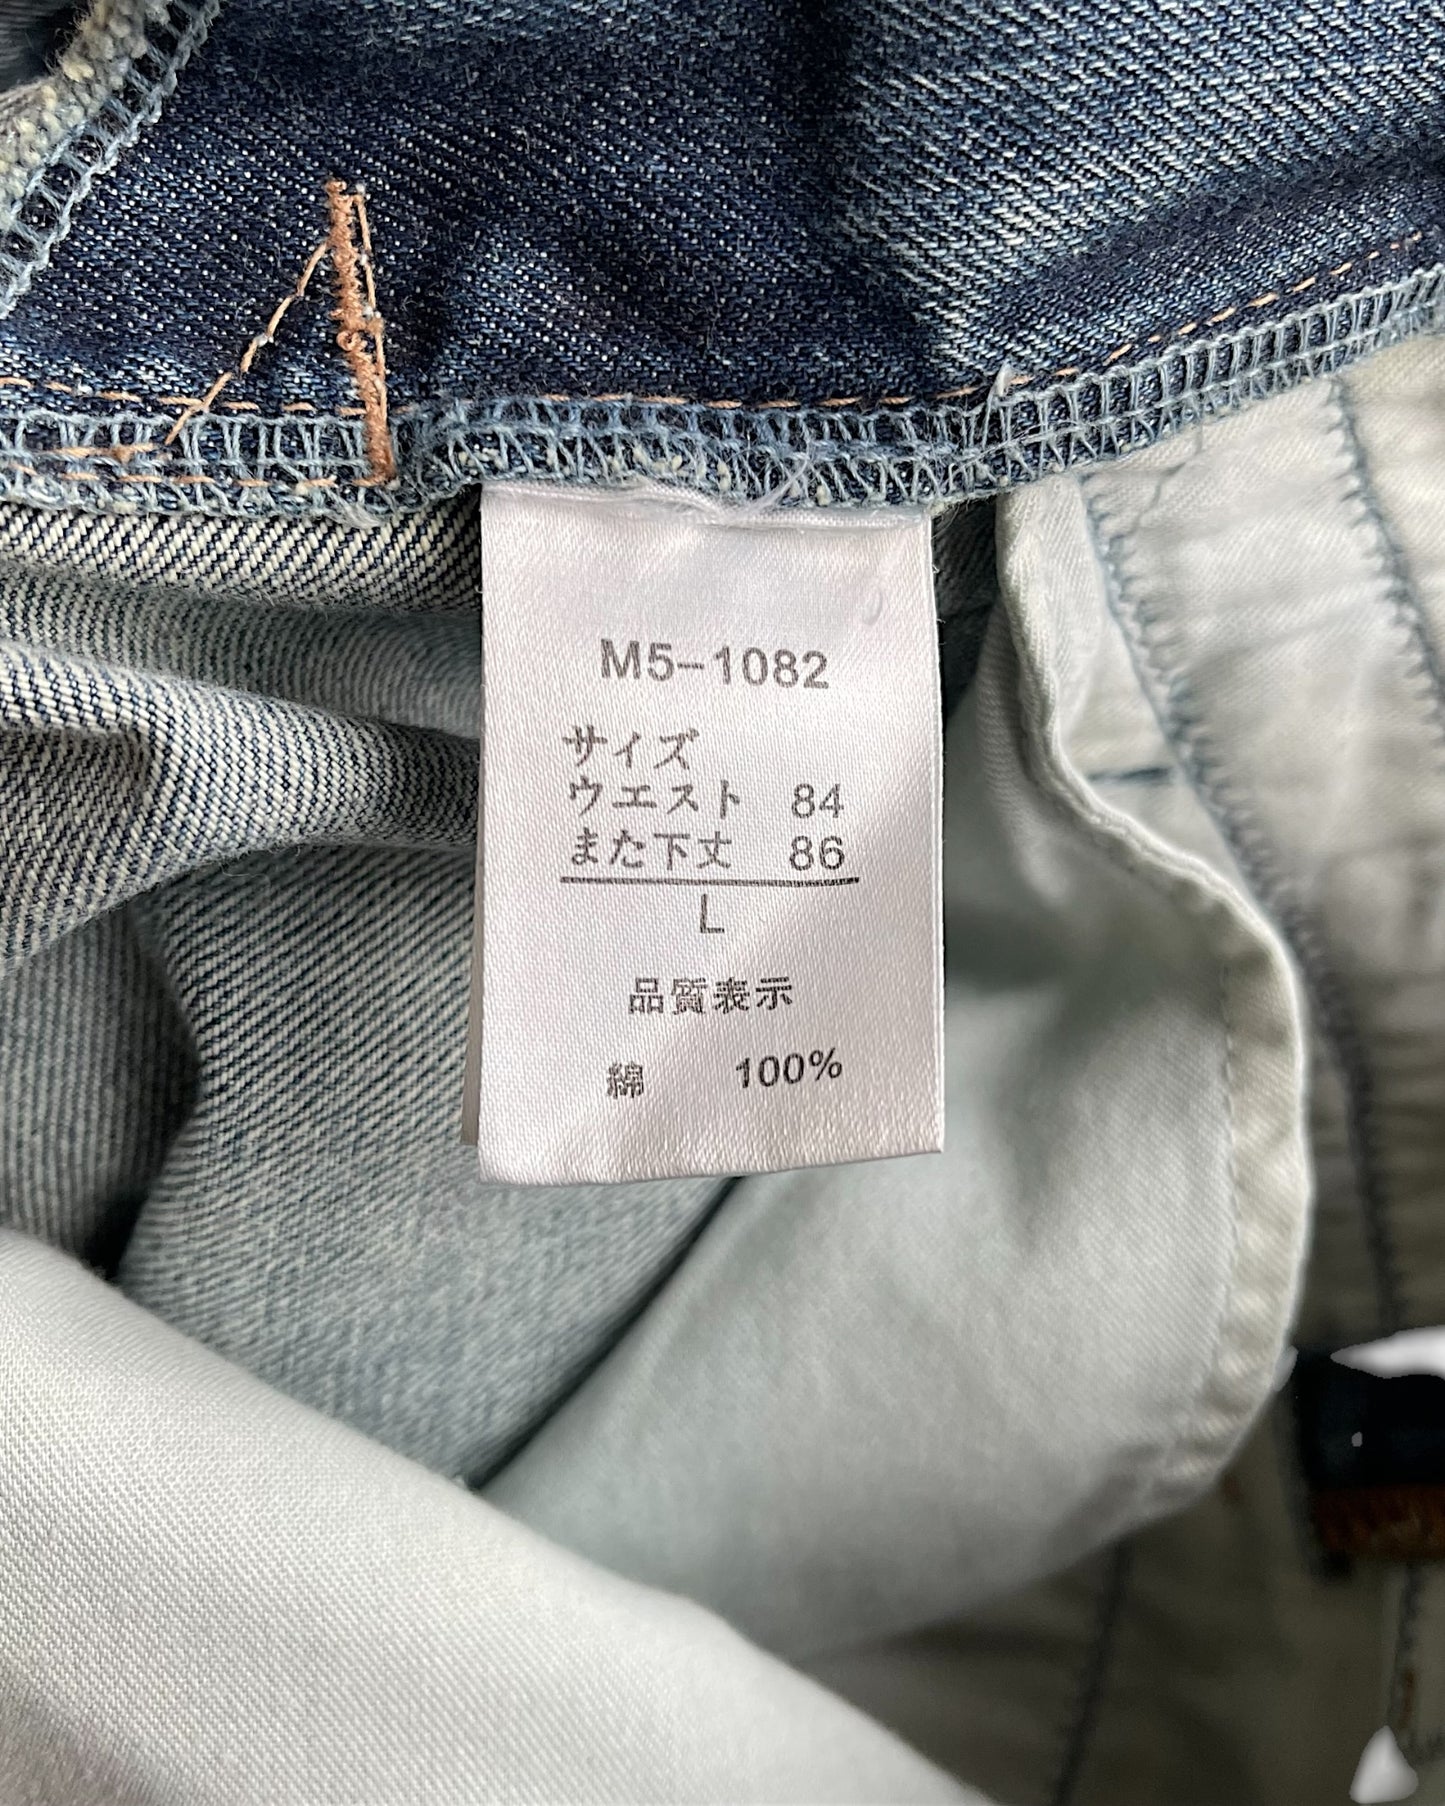 M5-1082
サイズ
ウエスト 84
また下丈 86
L
品質表示
綿 100%